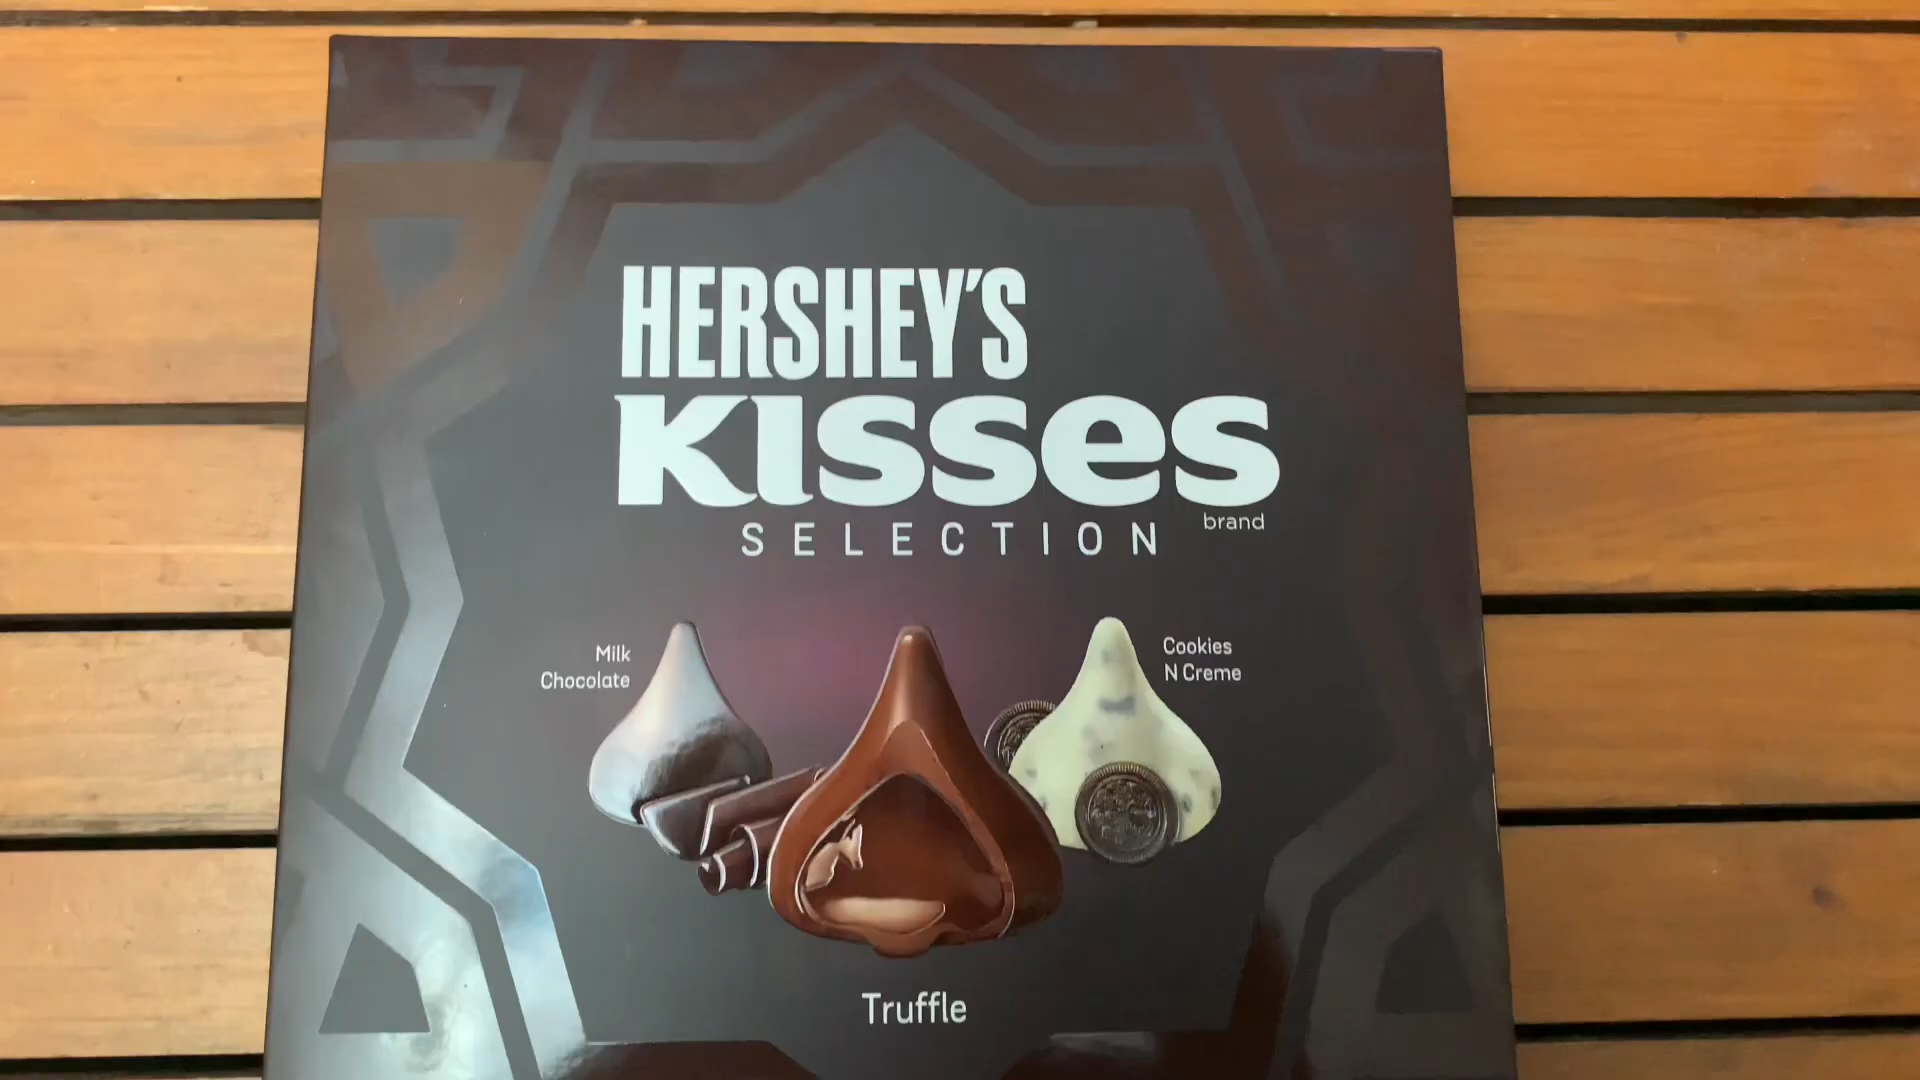 HERSHEY'S
KISSES
brand
SELECTION
Milk
Chocolate
Cookies
N Creme
Truffle